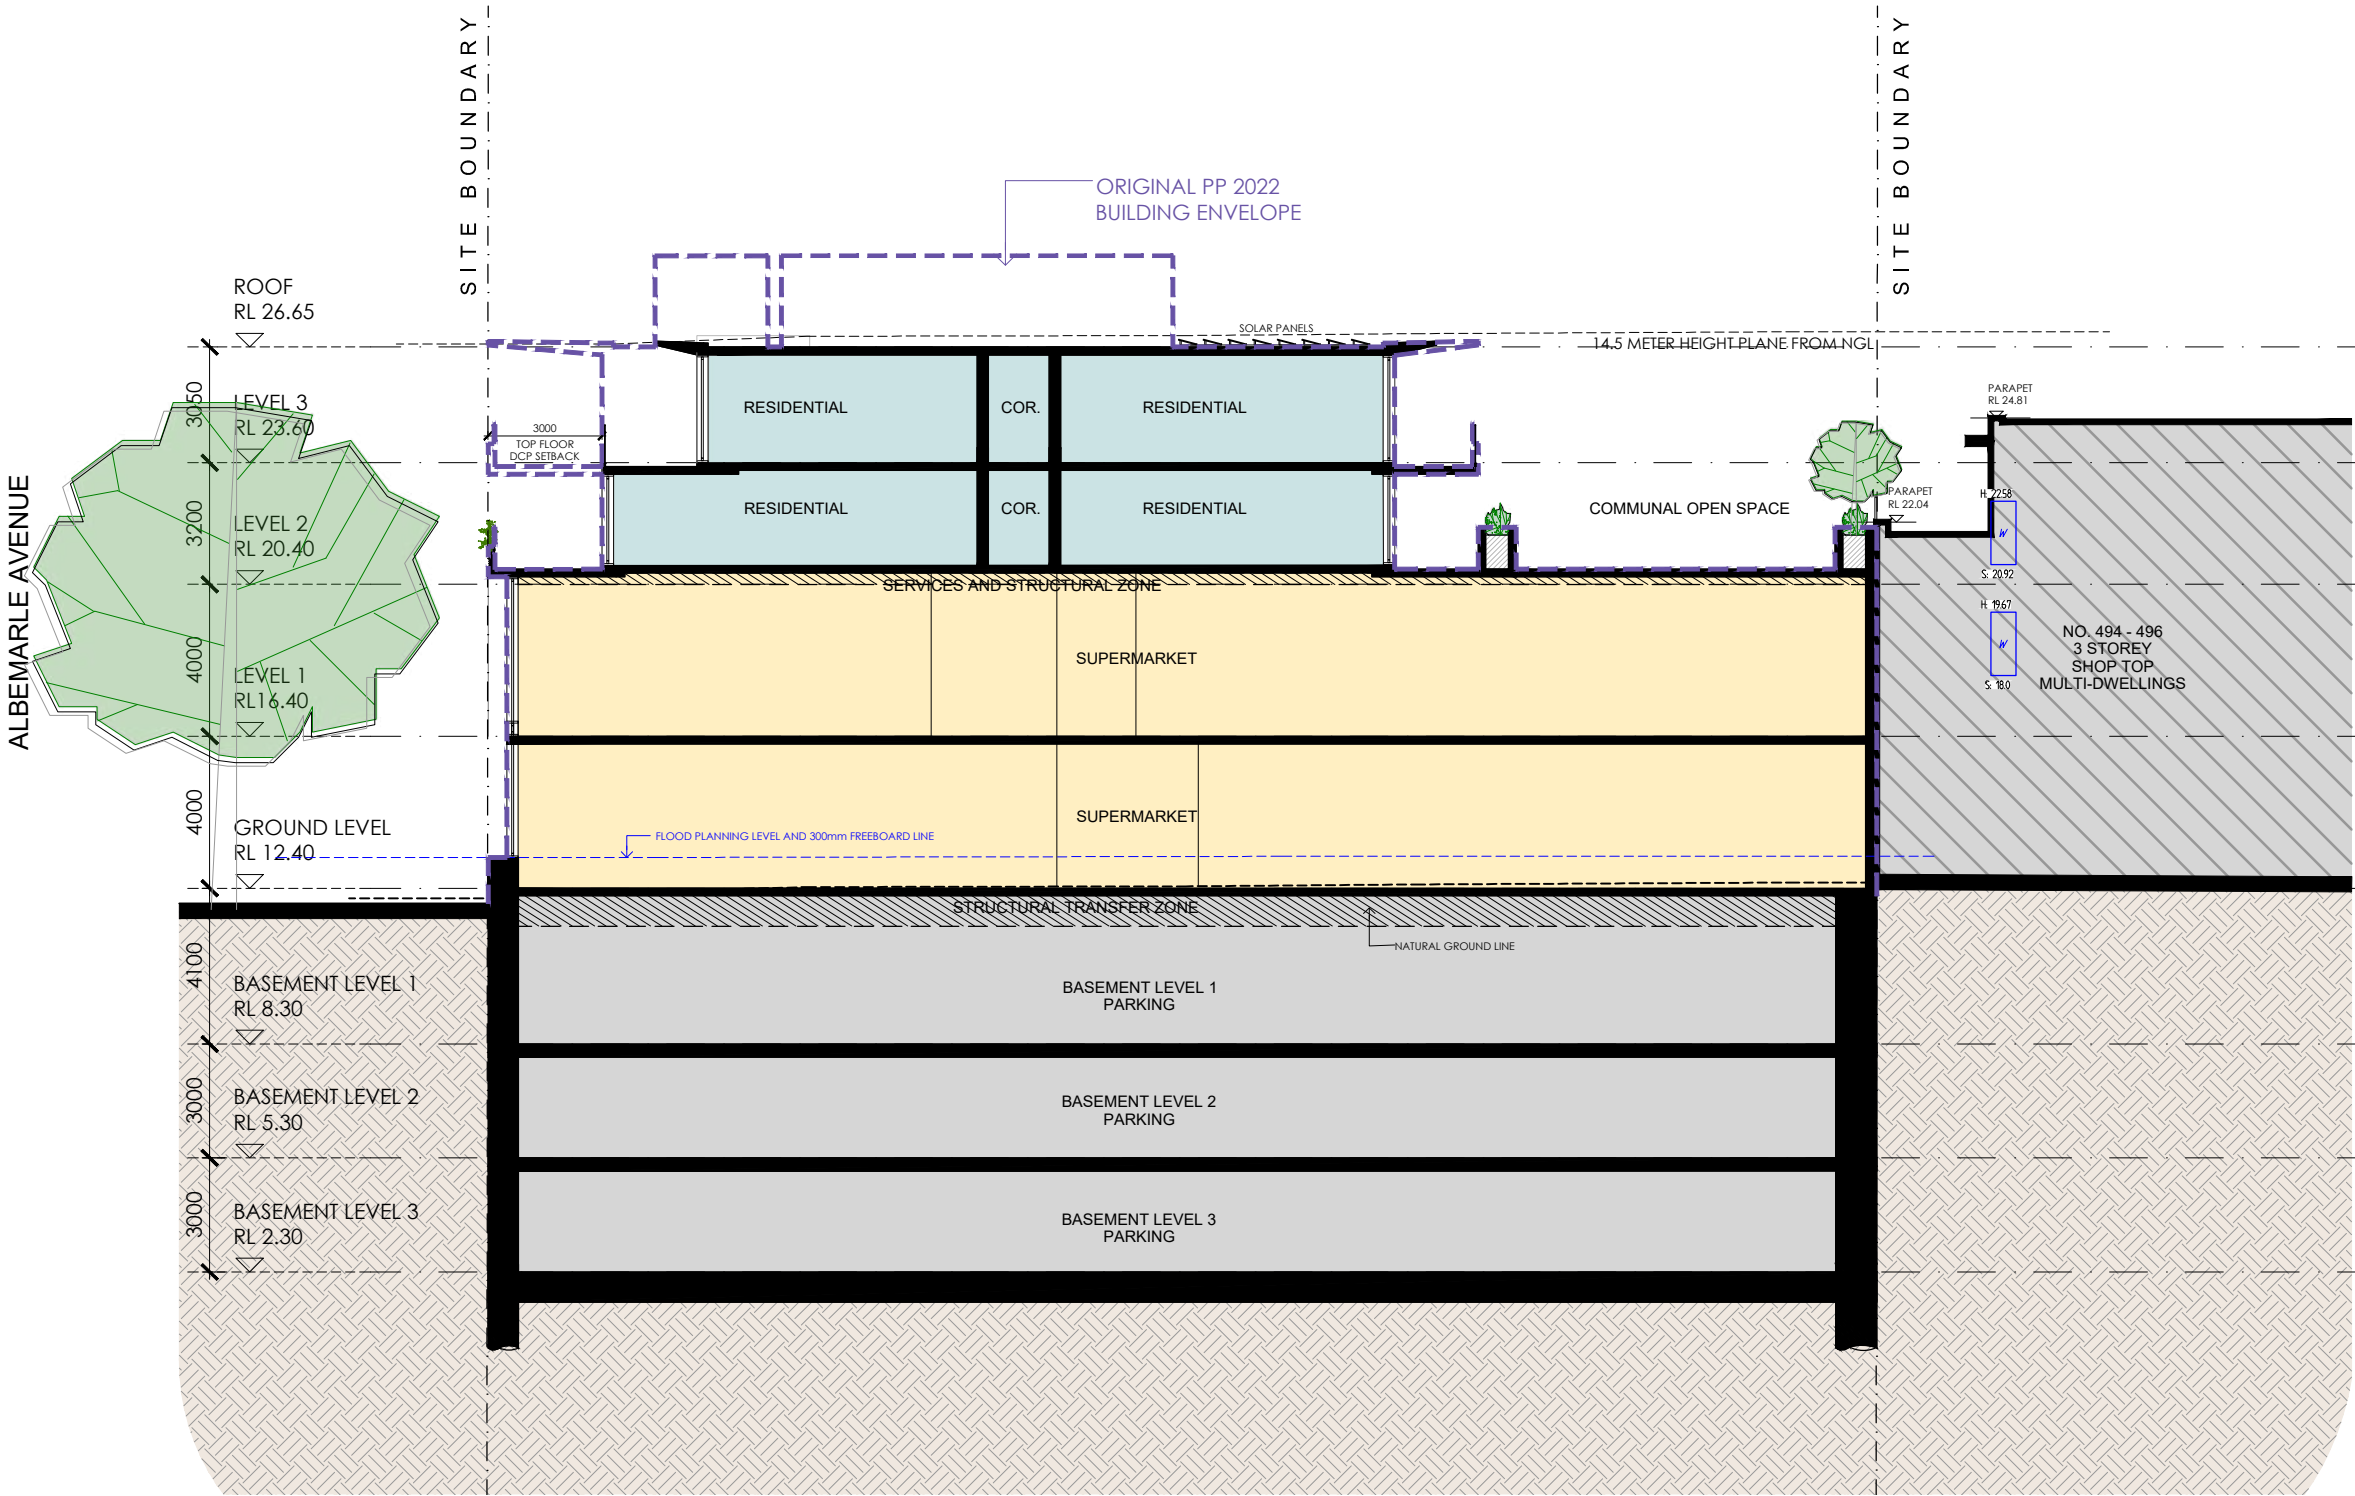 SITE BOUNDARY
SITE BOUNDARY
ORIGINAL PP 2022
BUILDING ENVELOPE
ROOF
RL 26.65
SOLAR PANELS
14.5 METER HEIGHT PLANE FROM NGL
3050
LEVEL 3
RL 23.60
3000
TOP FLOOR
DCP SETBACK
RESIDENTIAL
COR.
RESIDENTIAL
PARAPET
RL 24.81
3200
LEVEL 2
RL 20.40
RESIDENTIAL
COR.
RESIDENTIAL
COMMUNAL OPEN SPACE
PARAPET
RL 22.04
H: 22.58
W
S: 20.92
ALBEMARLE AVENUE
SERVICES AND STRUCTURAL ZONE
4000
LEVEL 1
RL16.40
SUPERMARKET
H: 19.67
W
S: 18.0
NO. 494 - 496
3 STOREY
SHOP TOP
MULTI-DWELLINGS
4000
GROUND LEVEL
RL 12.40
SUPERMARKET
FLOOD PLANNING LEVEL AND 300mm FREEBOARD LINE
STRUCTURAL TRANSFER ZONE
NATURAL GROUND LINE
4100
BASEMENT LEVEL 1
RL 8.30
BASEMENT LEVEL 1
PARKING
3000
BASEMENT LEVEL 2
RL 5.30
BASEMENT LEVEL 2
PARKING
3000
BASEMENT LEVEL 3
RL 2.30
BASEMENT LEVEL 3
PARKING